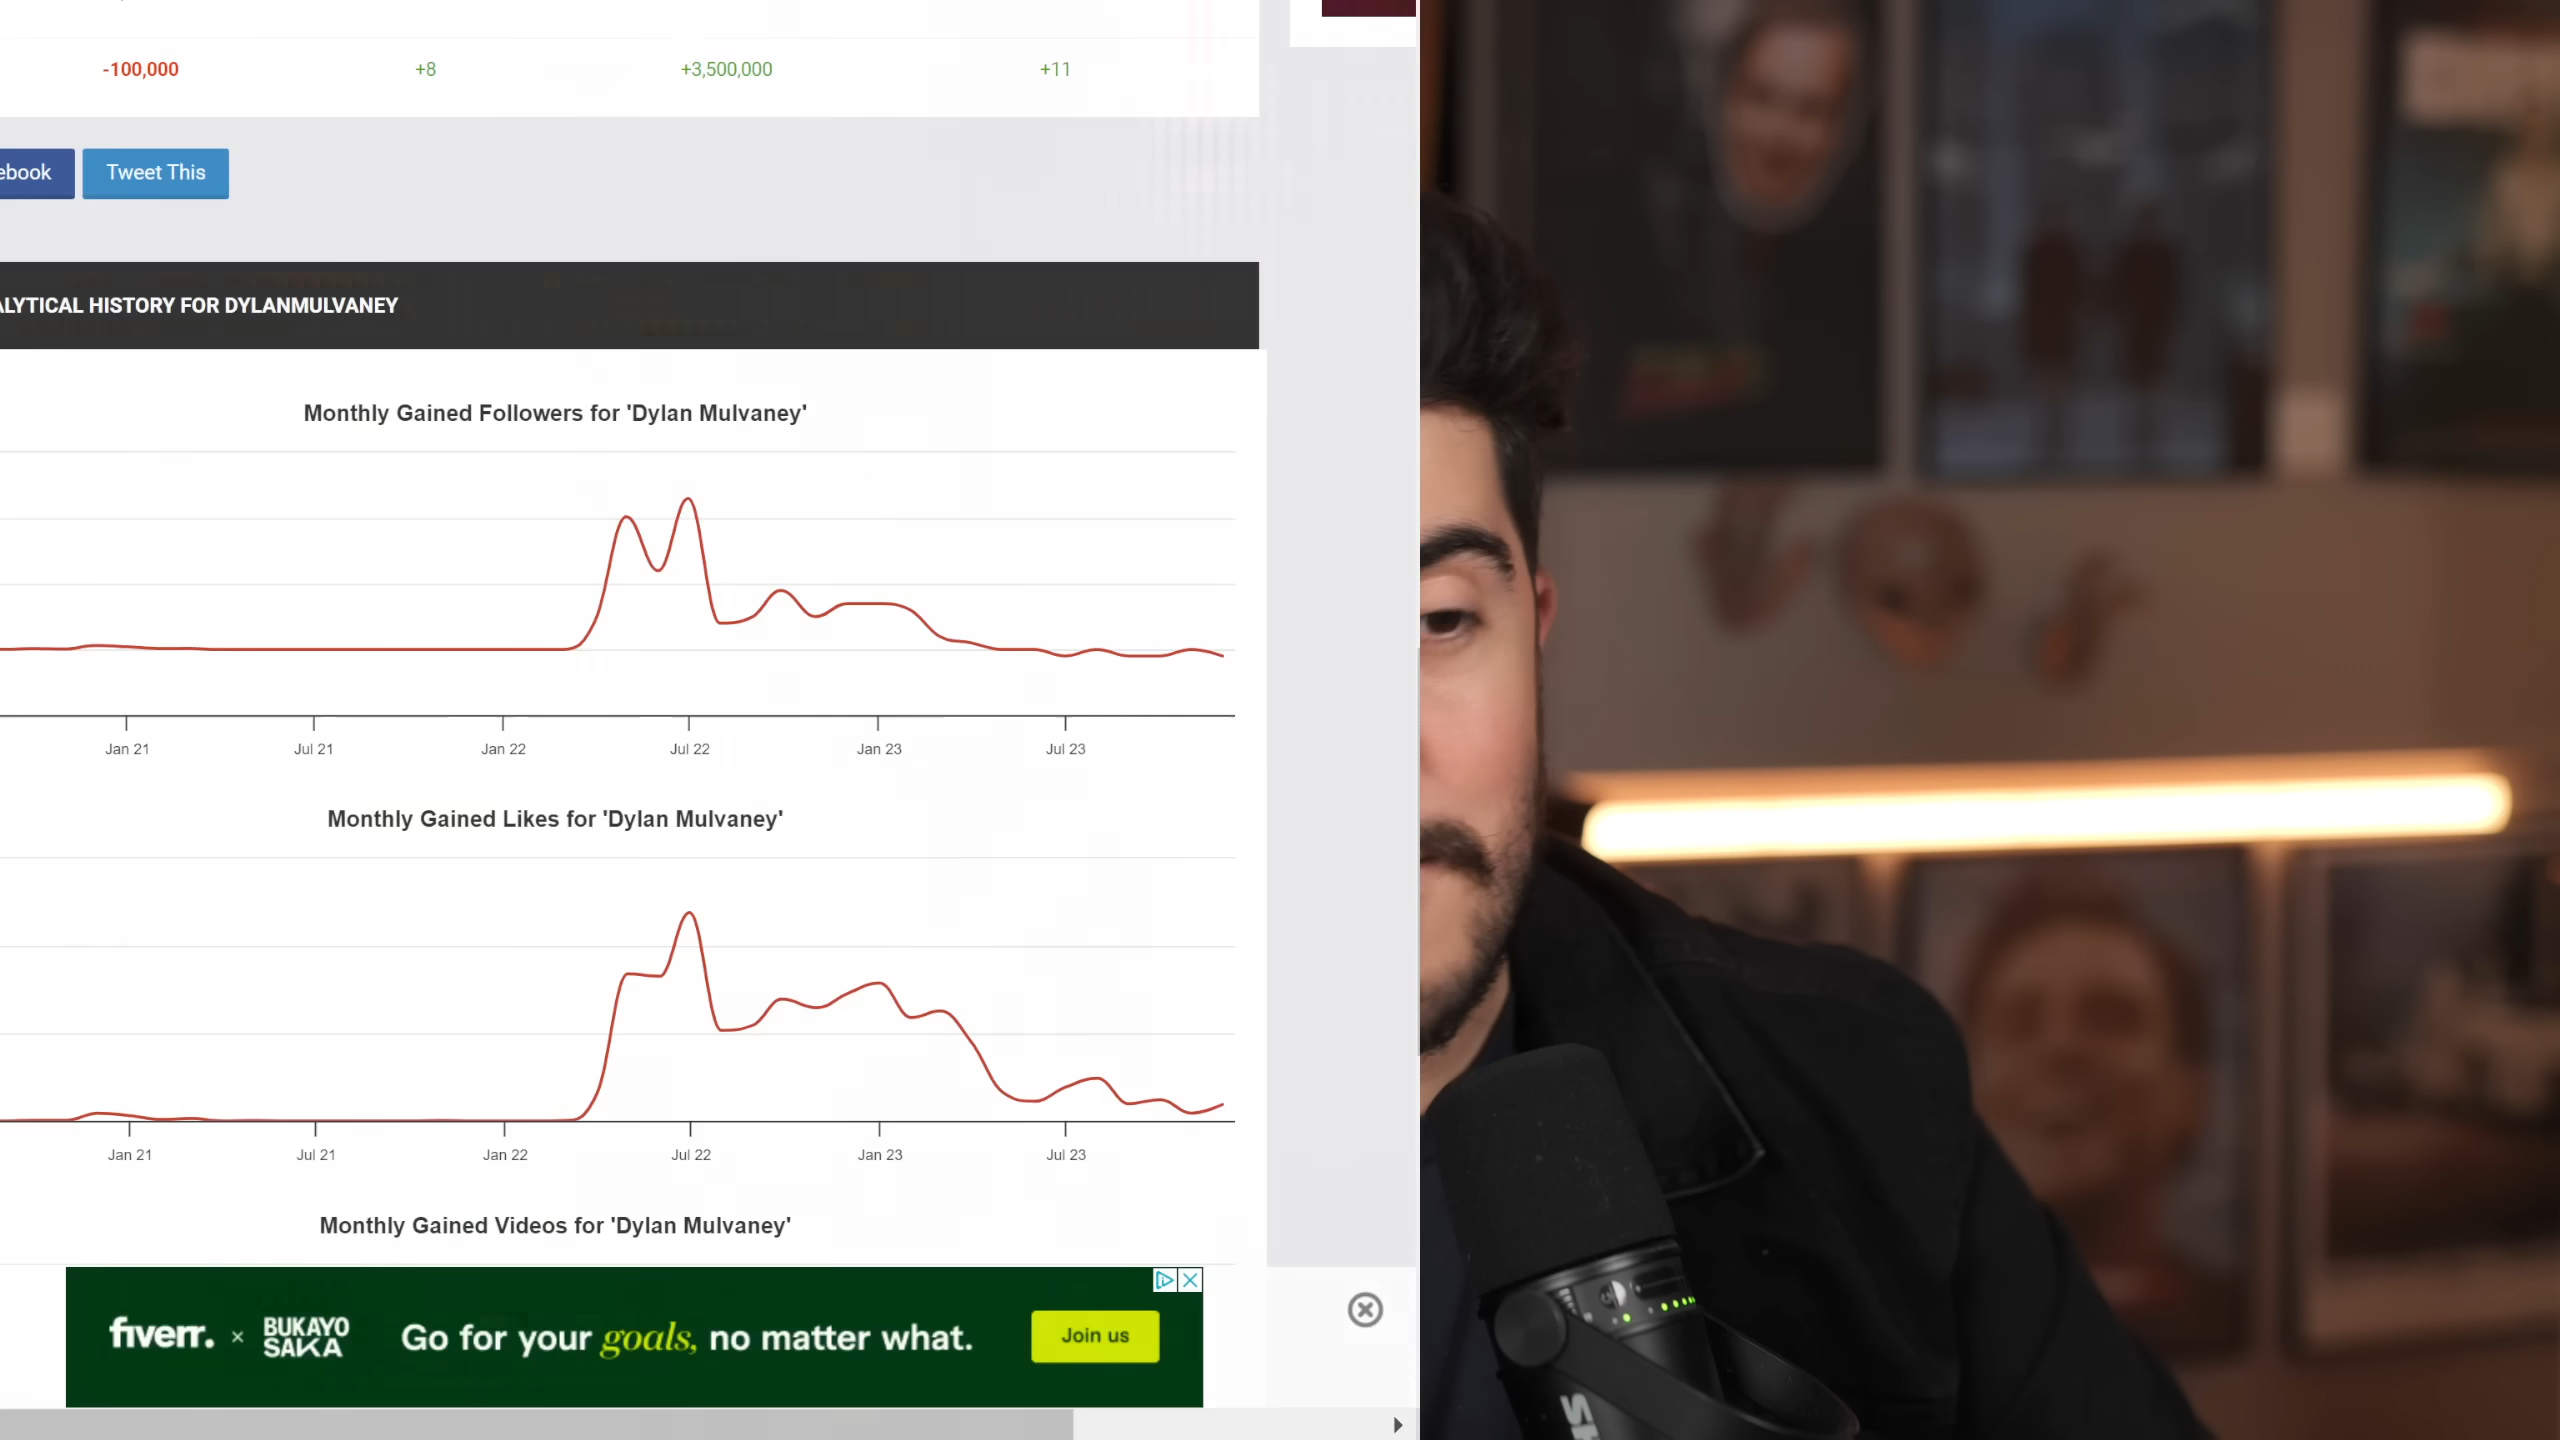 -100,000 +8 +3,500,000 +11
ebook Tweet This
ALYTICAL HISTORY FOR DYLANMULVANEY
Monthly Gained Followers for 'Dylan Mulvaney'
Jan 21 Jul 21 Jan 22 Jul 22 Jan 23 Jul 23
Monthly Gained Likes for 'Dylan Mulvaney'
Jan 21 Jul 21 Jan 22 Jul 22 Jan 23 Jul 23
Monthly Gained Videos for 'Dylan Mulvaney'
fiverr. × BUKAYO SAKA Go for your goals, no matter what. Join us